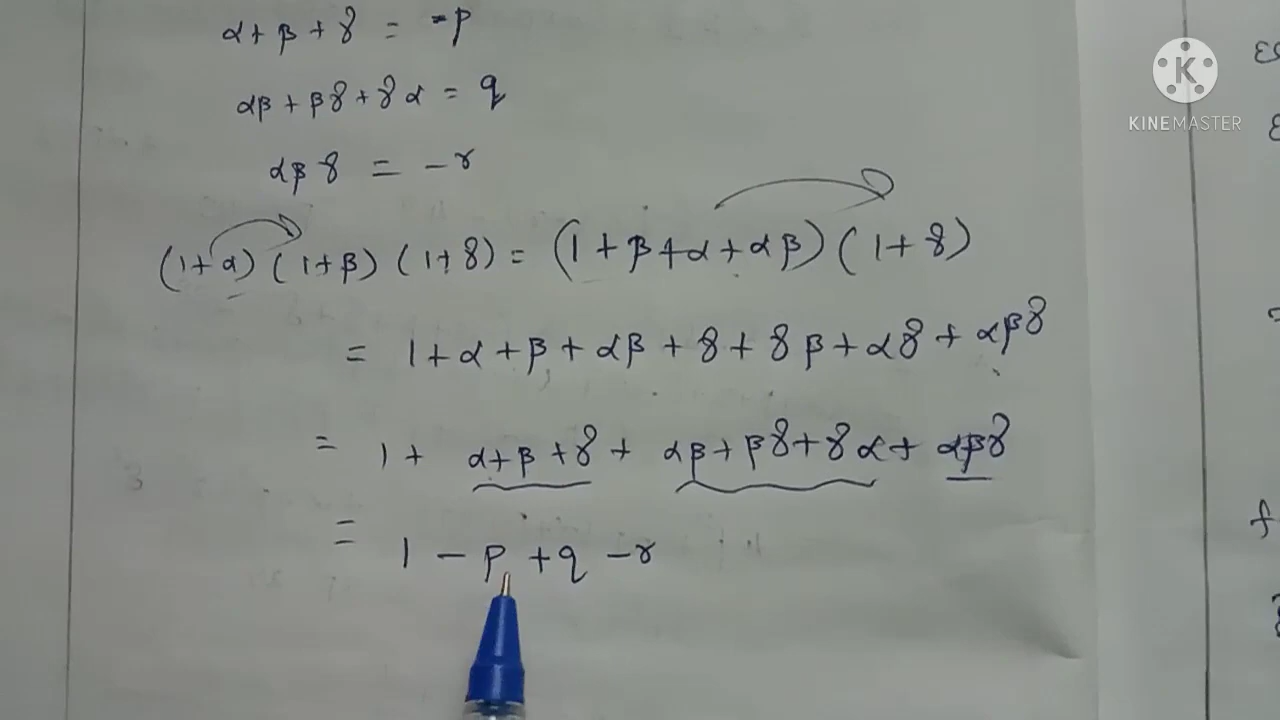 α + β + γ = -p
αβ + βγ + γα = q
αβγ = -r
K
KINEMASTER
(1+α) (1+β) (1+γ) = (1+β+α+αβ) (1+γ)
= 1+α+β+αβ+γ+γβ+αγ+αβγ
= 1+ α+β+γ + αβ+βγ+γα+ αβγ
= 1 - p + q - r